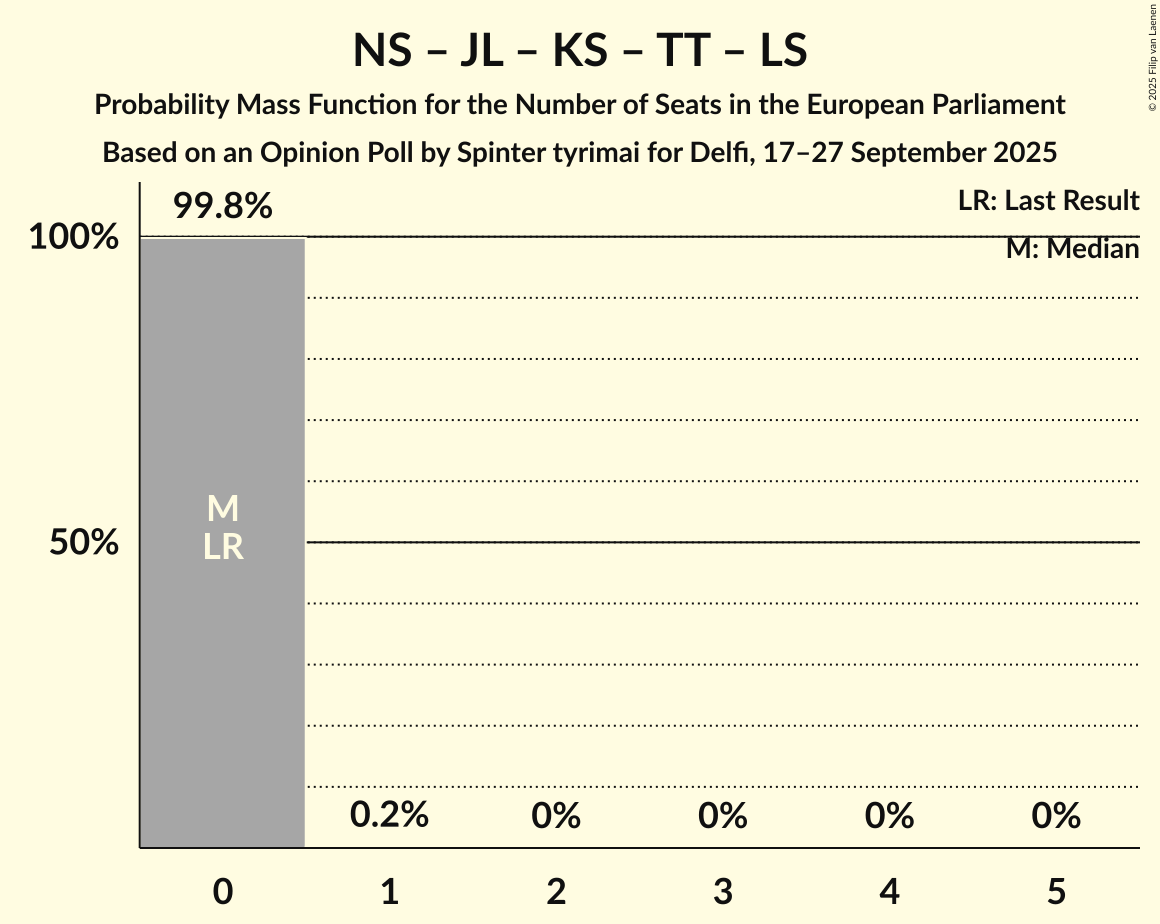 NS – JL – KS – TT – LS
Probability Mass Function for the Number of Seats in the European Parliament
Based on an Opinion Poll by Spinter tyrimai for Delfi, 17–27 September 2025
© 2025 Filip van Laenen
LR: Last Result
M: Median
99.8%
100%
M
LR
50%
0.2%
0%
0%
0%
0%
0
1
2
3
4
5